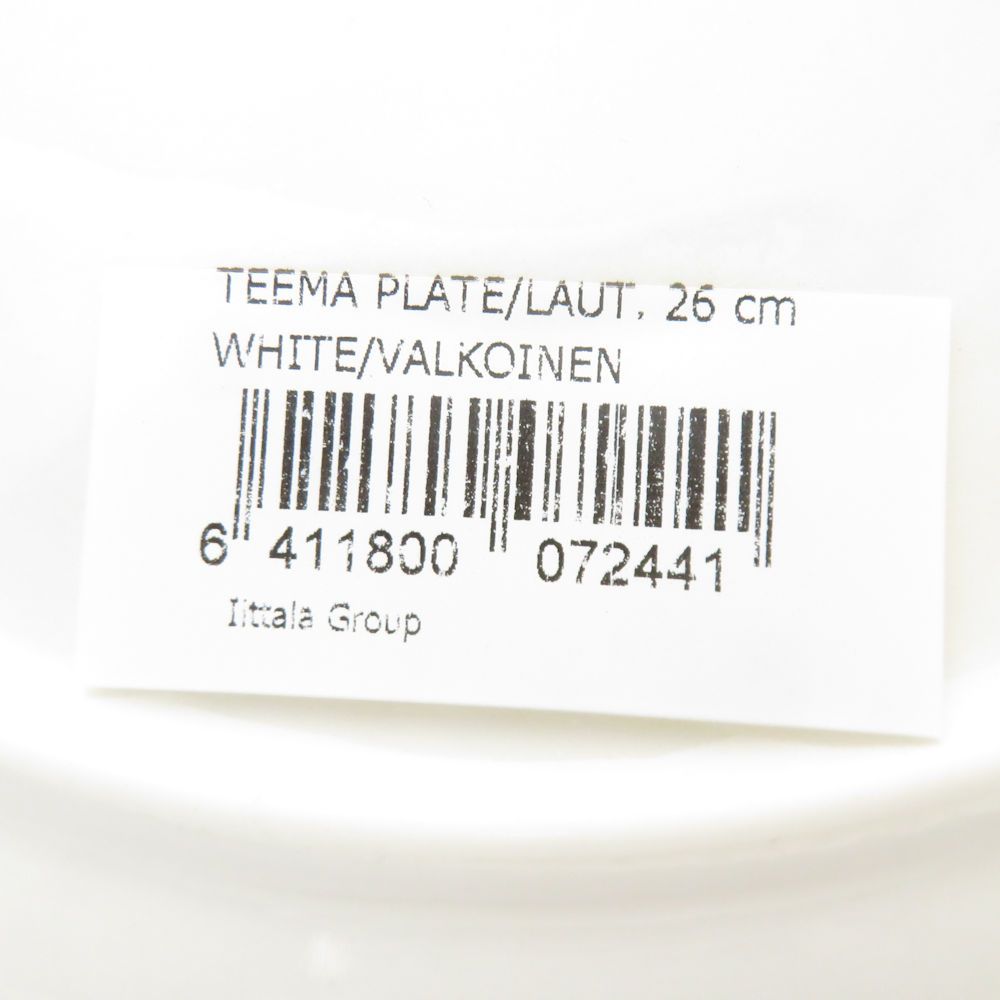 TEEMA PLATE/LAUT. 26 cm
WHITE/VALKOINEN
6 411800 072441
Iittala Group